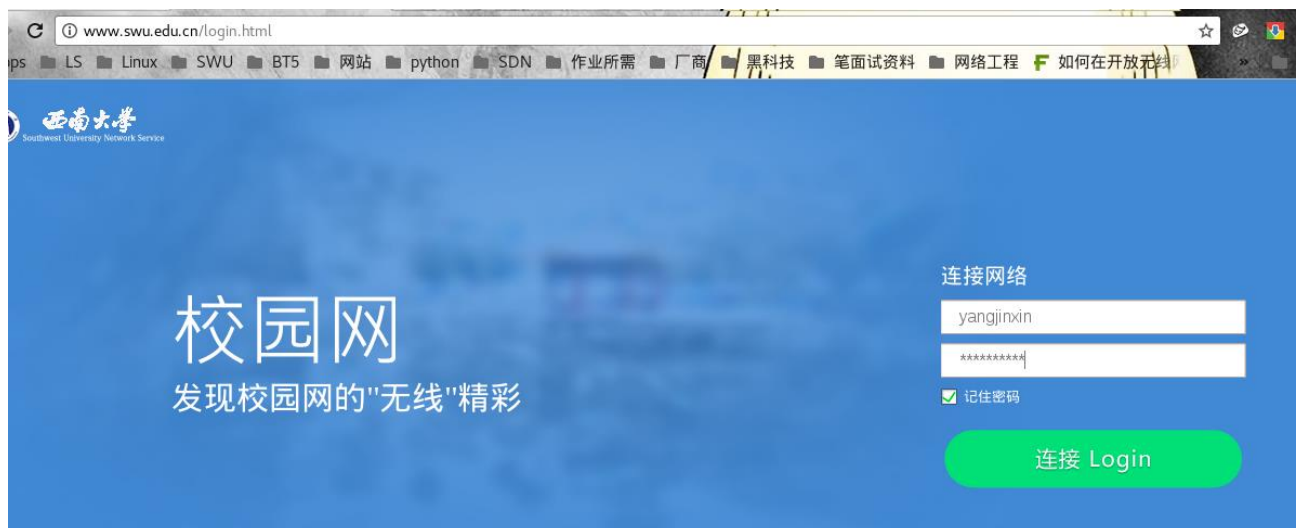 www.swu.edu.cn/login.html
ps LS Linux SWU BT5 网站 python SDN 作业所需 厂商 黑科技 笔面试资料 网络工程 如何在开放无线 »
西南大学
Southwest University Network Service
连接网络
yangjinxin
校园网
**********
发现校园网的"无线"精彩
记住密码
连接 Login